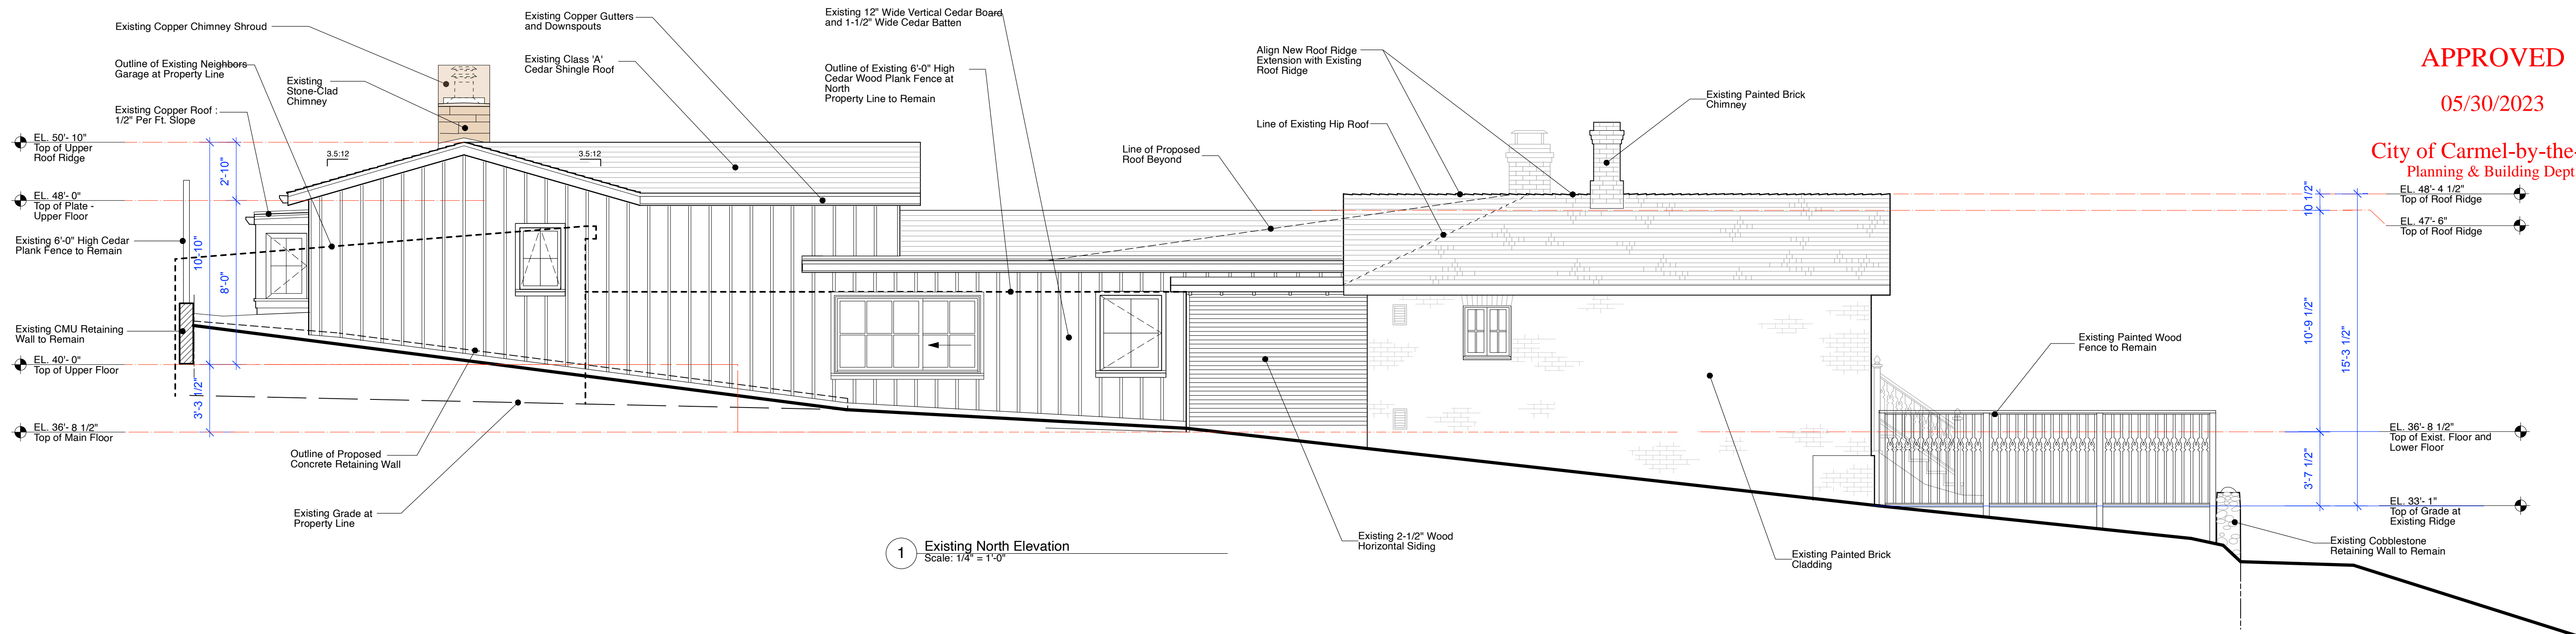 Existing Copper Chimney Shroud
Outline of Existing Neighbors
Garage at Property Line
Existing
Stone-Clad
Chimney
Existing Copper Roof :
1/2" Per Ft. Slope
EL. 50'- 10"
Top of Upper
Roof Ridge
EL. 48'- 0"
Top of Plate -
Upper Floor
Existing 6'-0" High Cedar
Plank Fence to Remain
Existing CMU Retaining
Wall to Remain
EL. 40'- 0"
Top of Upper Floor
EL. 36'- 8 1/2"
Top of Main Floor
2'-10"
10'-10"
8'-0"
3'-3 1/2"
3.5:12
3.5:12
Existing Copper Gutters
and Downspouts
Existing Class 'A'
Cedar Shingle Roof
Existing 12" Wide Vertical Cedar Board
and 1-1/2" Wide Cedar Batten
Outline of Existing 6'-0" High
Cedar Wood Plank Fence at
North
Property Line to Remain
Line of Proposed
Roof Beyond
Align New Roof Ridge
Extension with Existing
Roof Ridge
Line of Existing Hip Roof
Existing Painted Brick
Chimney
Outline of Proposed
Concrete Retaining Wall
Existing Grade at
Property Line
1
Existing North Elevation
Scale: 1/4" = 1'-0"
Existing 2-1/2" Wood
Horizontal Siding
Existing Painted Brick
Cladding
Existing Painted Wood
Fence to Remain
Existing Cobblestone
Retaining Wall to Remain
APPROVED
05/30/2023
City of Carmel-by-the-
Planning & Building Dept
EL. 48'- 4 1/2"
Top of Roof Ridge
EL. 47'- 6"
Top of Roof Ridge
10 1/2"
10'-9 1/2"
15'-3 1/2"
3'-7 1/2"
EL. 36'- 8 1/2"
Top of Exist. Floor and
Lower Floor
EL. 33'- 1"
Top of Grade at
Existing Ridge